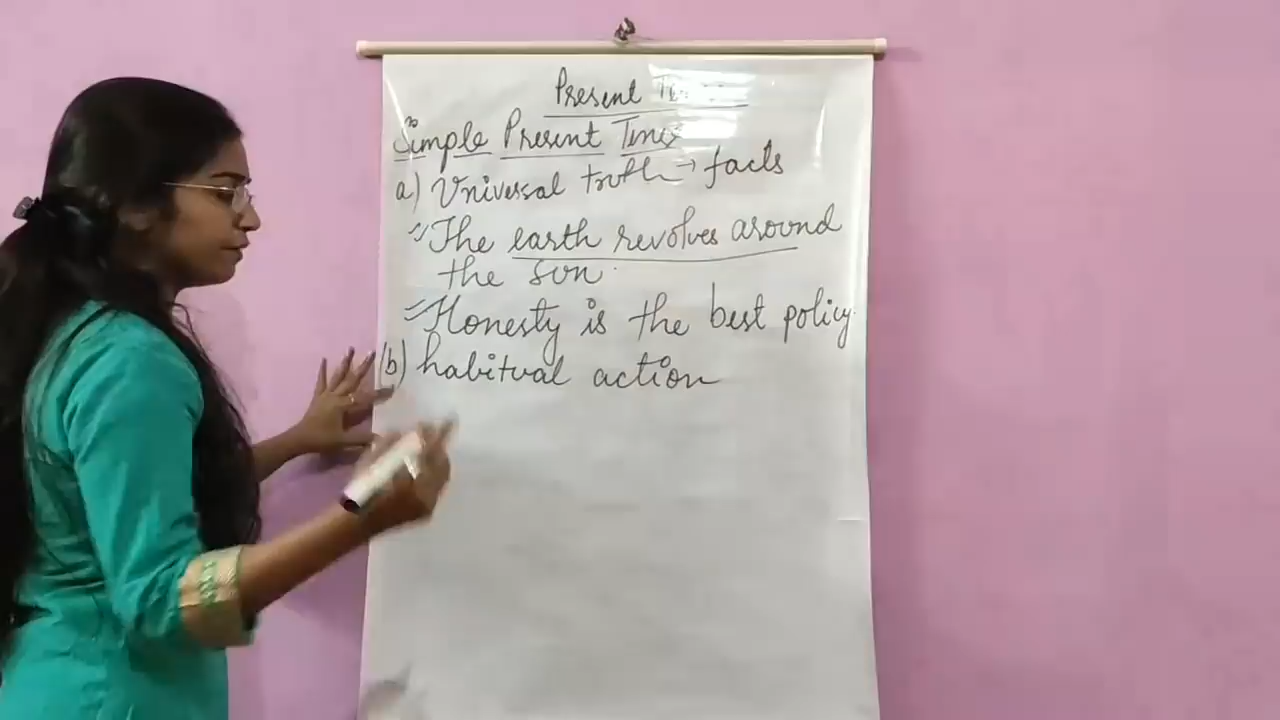 Present
Simple Present Tense
a) Universal truth → facts
The earth revolves around
the sun.
Honesty is the best policy.
(b) habitual action